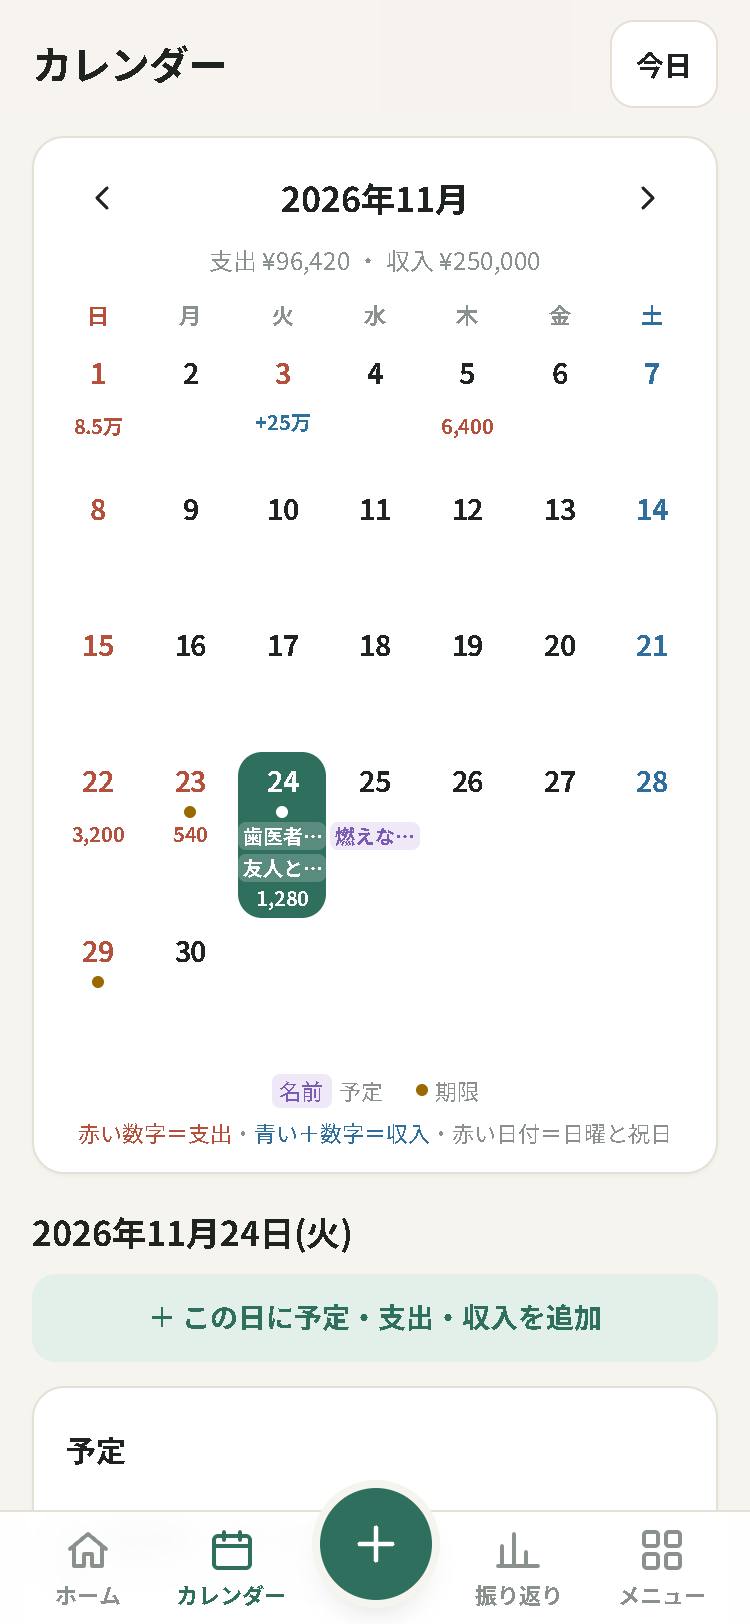 カレンダー
今日
2026年11月
支出 ¥96,420 ・ 収入 ¥250,000
日 月 火 水 木 金 土
1 2 3 4 5 6 7
8.5万 +25万 6,400
8 9 10 11 12 13 14
15 16 17 18 19 20 21
22 23 24 25 26 27 28
3,200 540 歯医者… 燃えな…
友人と…
1,280
29 30
名前 予定 期限
赤い数字＝支出・青い＋数字＝収入・赤い日付＝日曜と祝日
2026年11月24日(火)
＋ この日に予定・支出・収入を追加
予定
ホーム カレンダー 振り返り メニュー